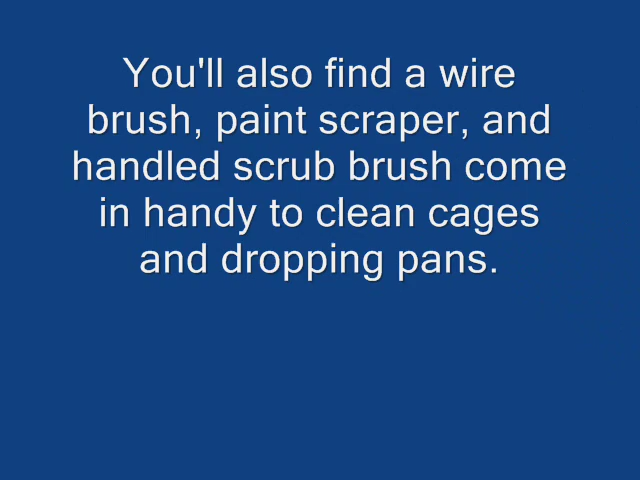 You'll also find a wire
brush, paint scraper, and
handled scrub brush come
in handy to clean cages
and dropping pans.